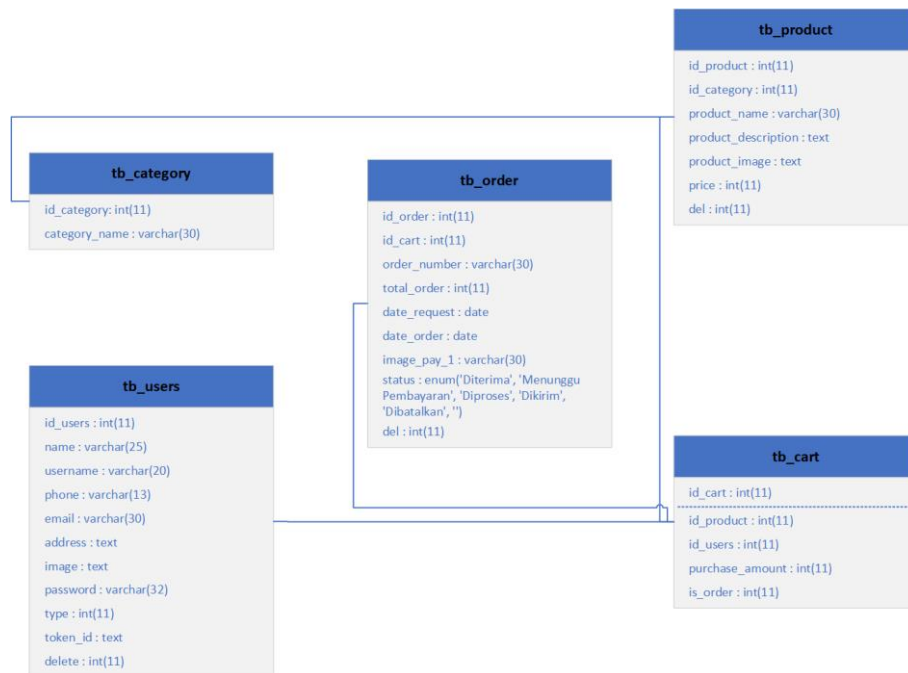 tb_product
id_product : int(11)
id_category : int(11)
product_name : varchar(30)
product_description : text
product_image : text
price : int(11)
del : int(11)
tb_category
id_category: int(11)
category_name : varchar(30)
tb_order
id_order : int(11)
id_cart : int(11)
order_number : varchar(30)
total_order : int(11)
date_request : date
date_order : date
image_pay_1 : varchar(30)
status : enum('Diterima', 'Menunggu
Pembayaran', 'Diproses', 'Dikirim',
'Dibatalkan', '')
del : int(11)
tb_users
id_users : int(11)
name : varchar(25)
username : varchar(20)
phone : varchar(13)
email : varchar(30)
address : text
image : text
password : varchar(32)
type : int(11)
token_id : text
delete : int(11)
tb_cart
id_cart : int(11)
id_product : int(11)
id_users : int(11)
purchase_amount : int(11)
is_order : int(11)